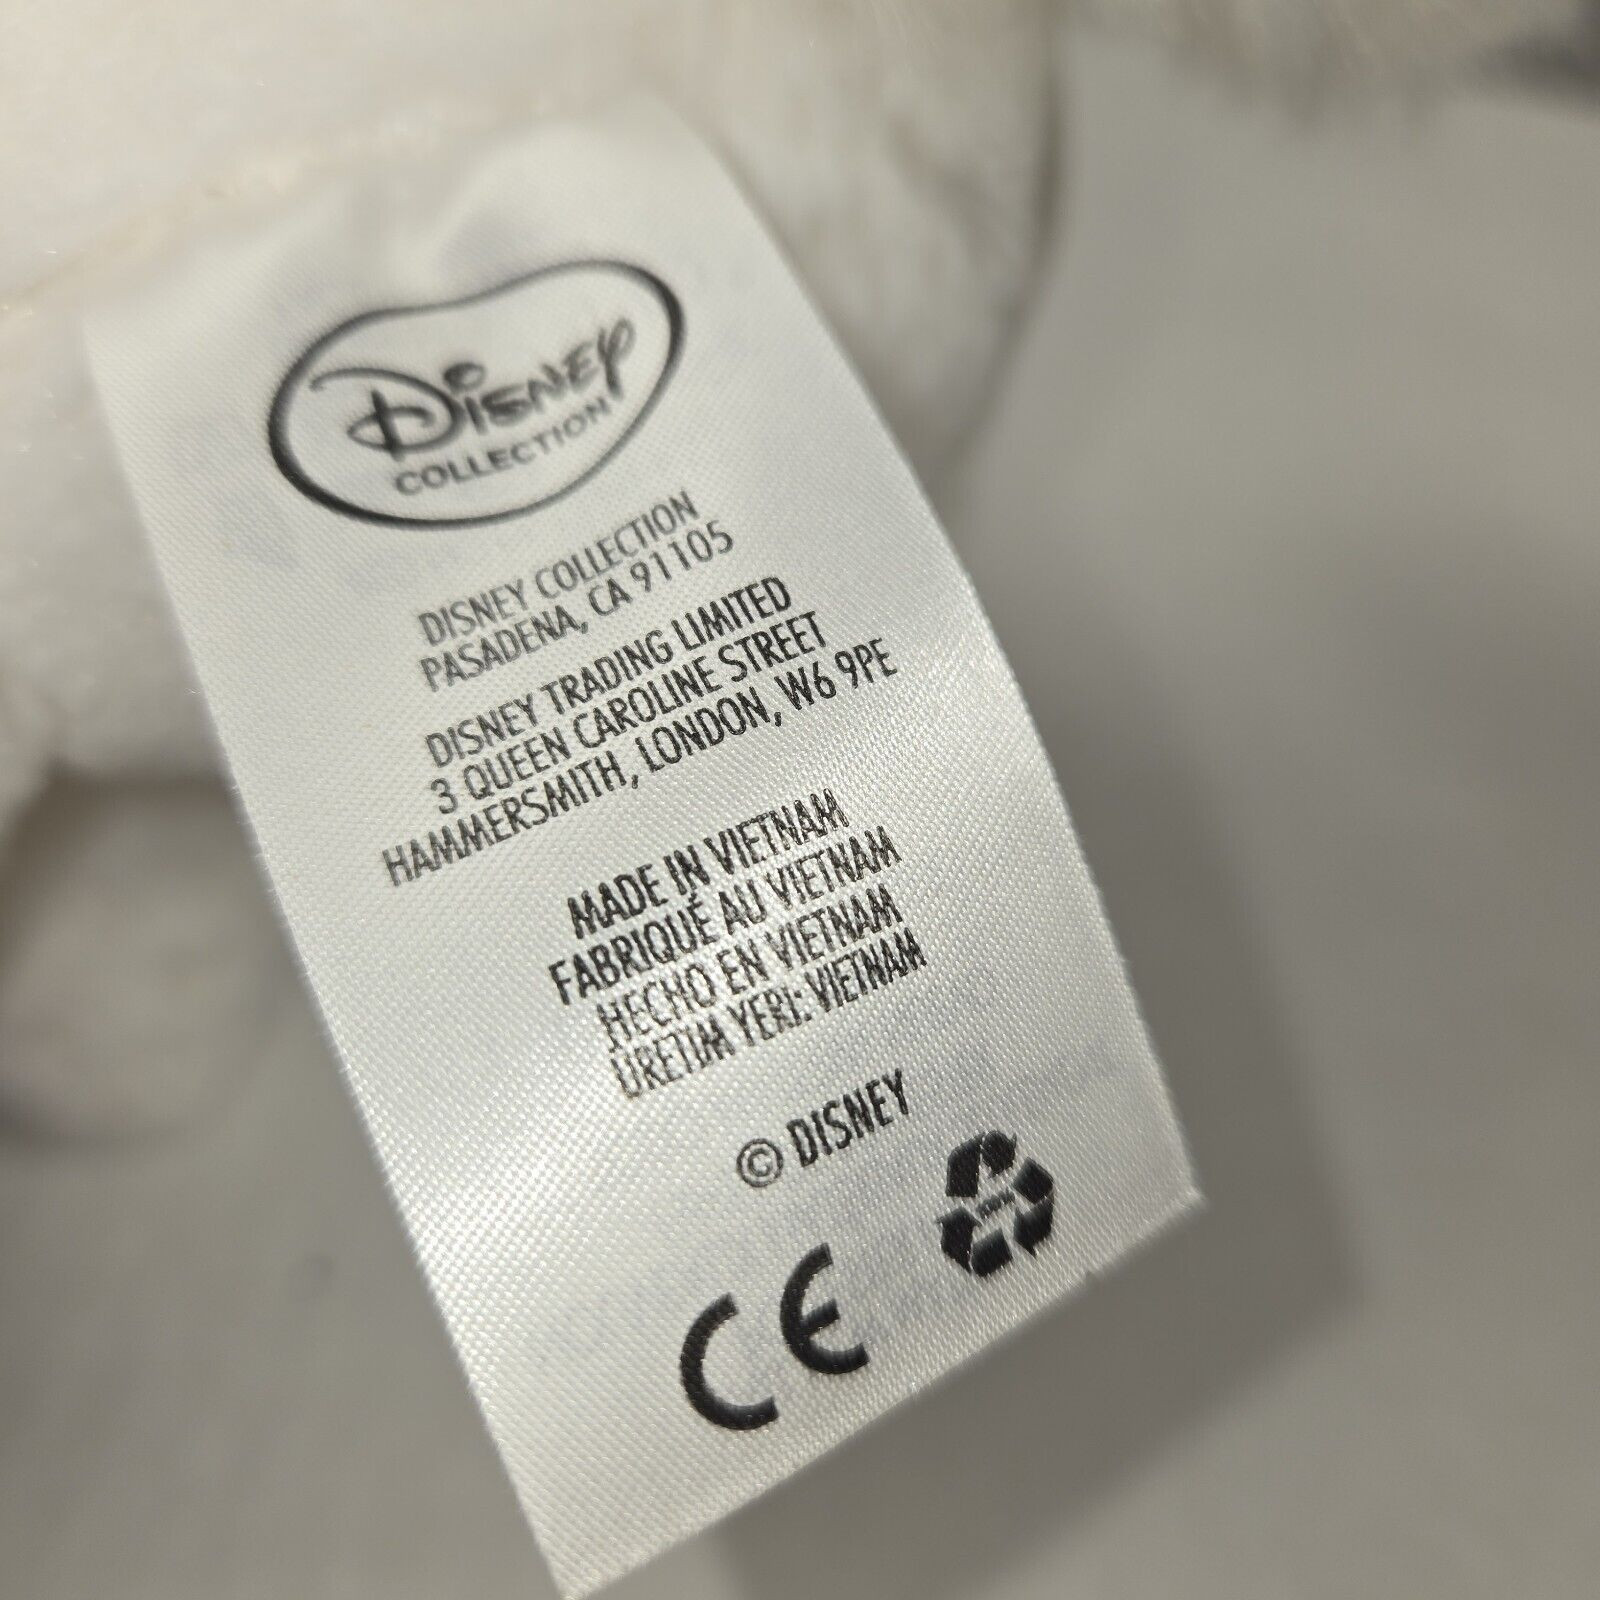 Disney
COLLECTION
DISNEY COLLECTION
PASADENA, CA 91105
DISNEY TRADING LIMITED
3 QUEEN CAROLINE STREET
HAMMERSMITH, LONDON, W6 9PE
MADE IN VIETNAM
FABRIQUÉ AU VIETNAM
HECHO EN VIETNAM
ÜRETIM YERI: VIETNAM
© DISNEY
CE